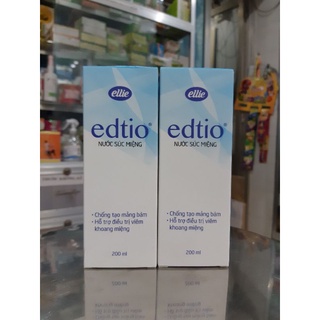 ellie
edtio®
NƯỚC SÚC MIỆNG
• Chống tạo mảng bám
• Hỗ trợ điều trị viêm
khoang miệng
200 ml
ellie
edtio®
NƯỚC SÚC MIỆNG
• Chống tạo mảng bám
• Hỗ trợ điều trị viêm
khoang miệng
200 ml